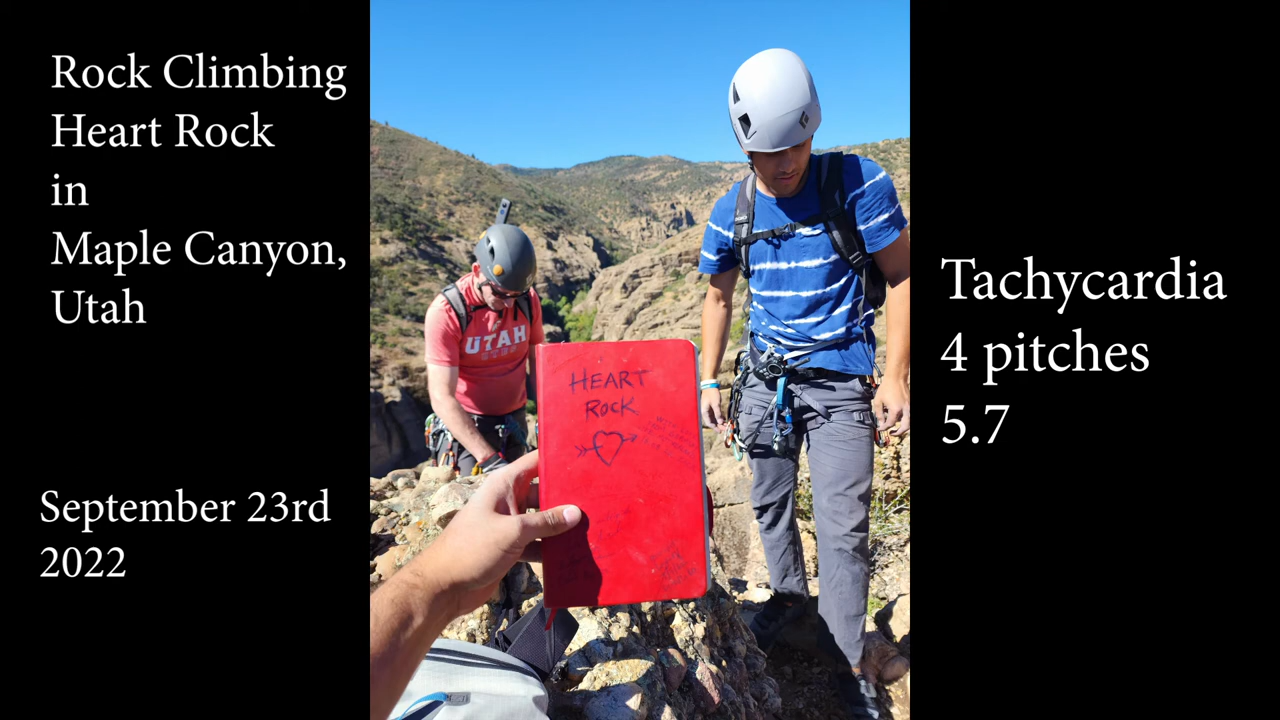 Rock Climbing
Heart Rock
in
Maple Canyon,
Utah
September 23rd
2022
UTAH
HEART
ROCK
Tachycardia
4 pitches
5.7